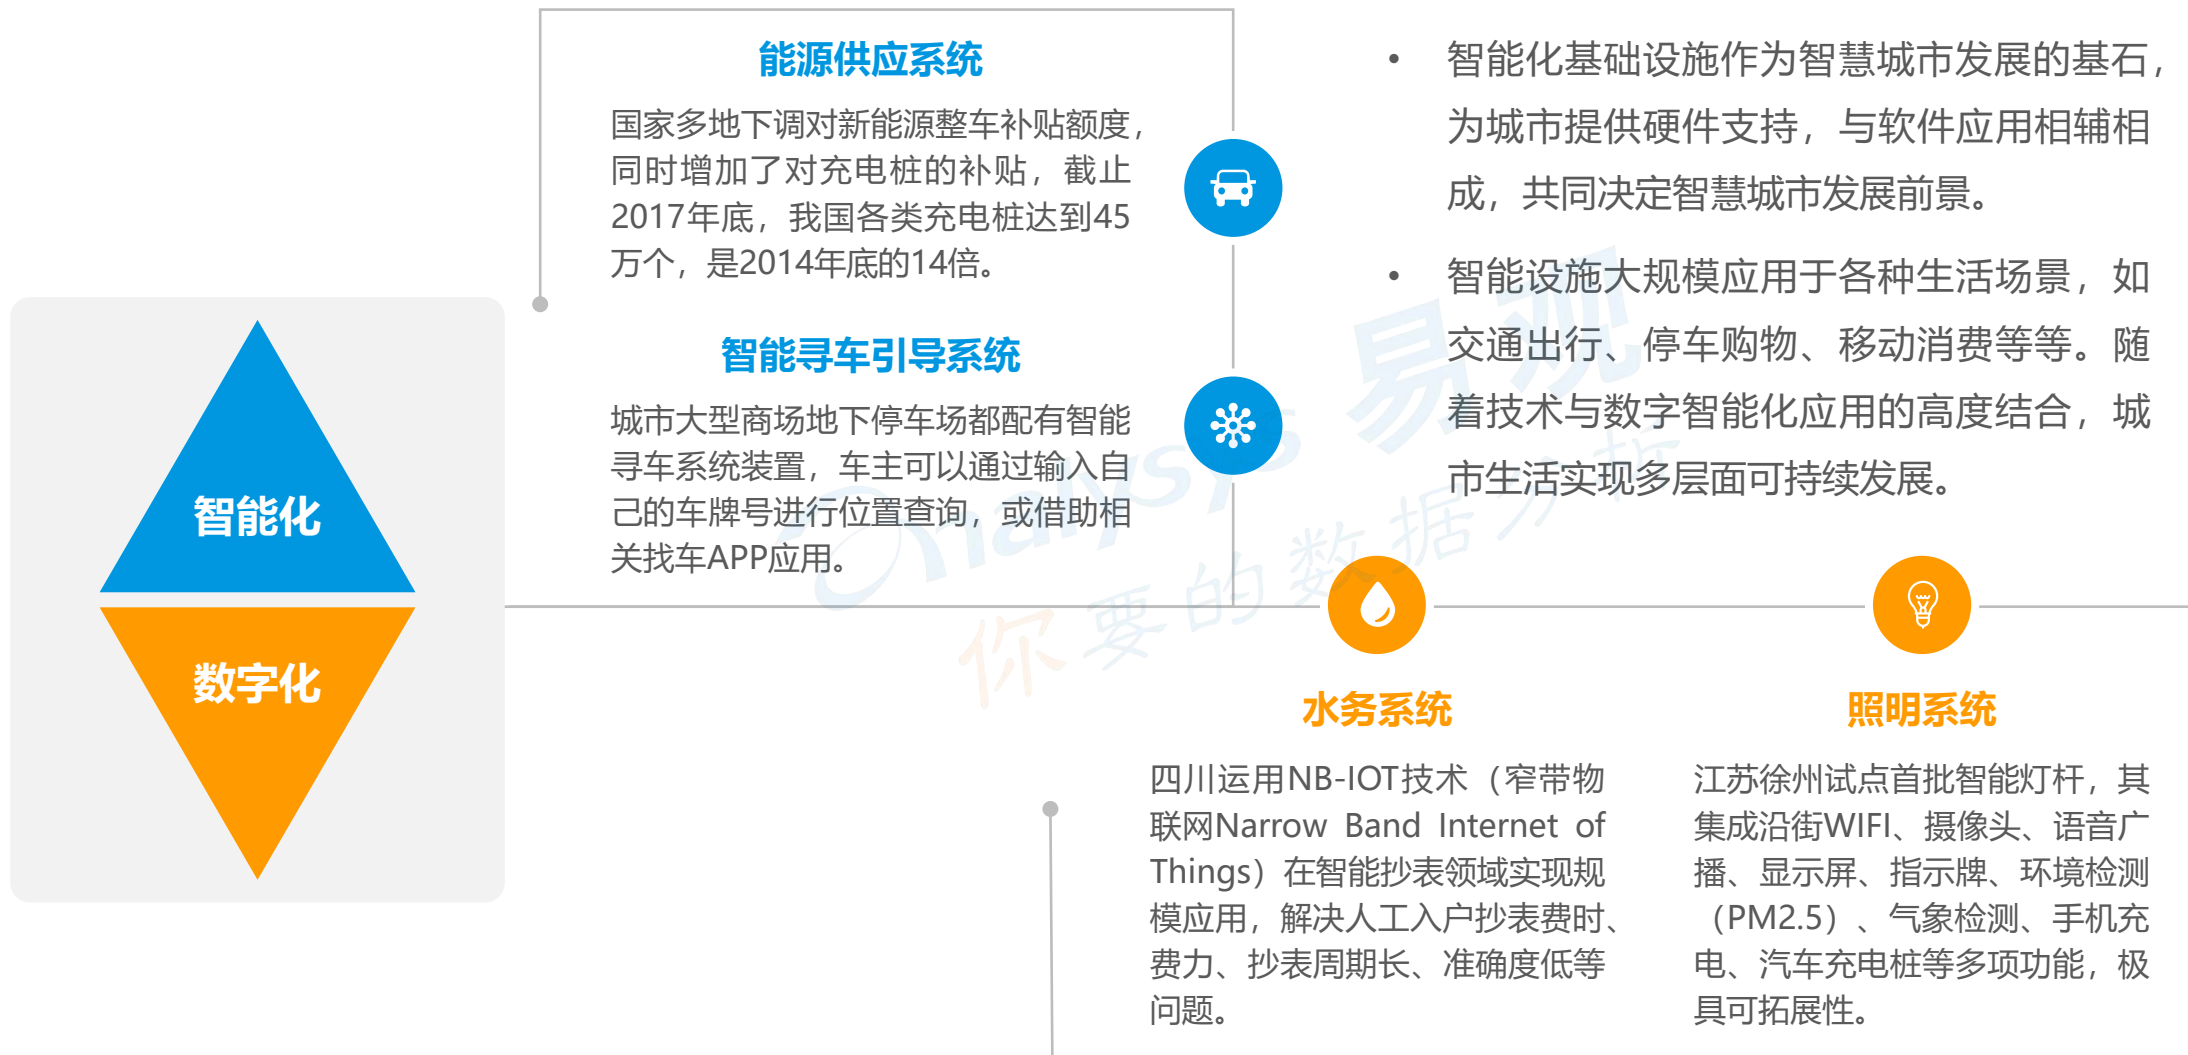 能源供应系统
国家多地下调对新能源整车补贴额度，
同时增加了对充电桩的补贴，截止
2017年底，我国各类充电桩达到45
万个，是2014年底的14倍。
智能寻车引导系统
城市大型商场地下停车场都配有智能
寻车系统装置，车主可以通过输入自
己的车牌号进行位置查询，或借助相
关找车APP应用。
• 智能化基础设施作为智慧城市发展的基石，
为城市提供硬件支持，与软件应用相辅相
成，共同决定智慧城市发展前景。
• 智能设施大规模应用于各种生活场景，如
交通出行、停车购物、移动消费等等。随
着技术与数字智能化应用的高度结合，城
市生活实现多层面可持续发展。
智能化
数字化
水务系统
四川运用NB-IOT技术（窄带物
联网Narrow Band Internet of
Things）在智能抄表领域实现规
模应用，解决人工入户抄表费时、
费力、抄表周期长、准确度低等
问题。
照明系统
江苏徐州试点首批智能灯杆，其
集成沿街WIFI、摄像头、语音广
播、显示屏、指示牌、环境检测
（PM2.5）、气象检测、手机充
电、汽车充电桩等多项功能，极
具可拓展性。
analysys 易观
你要的数据分析